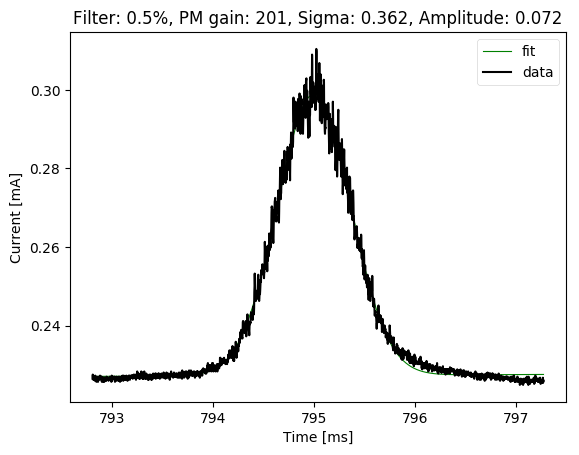 Filter: 0.5%, PM gain: 201, Sigma: 0.362, Amplitude: 0.072
fit
data
0.30
0.28
0.26
0.24
Current [mA]
793
794
795
796
797
Time [ms]